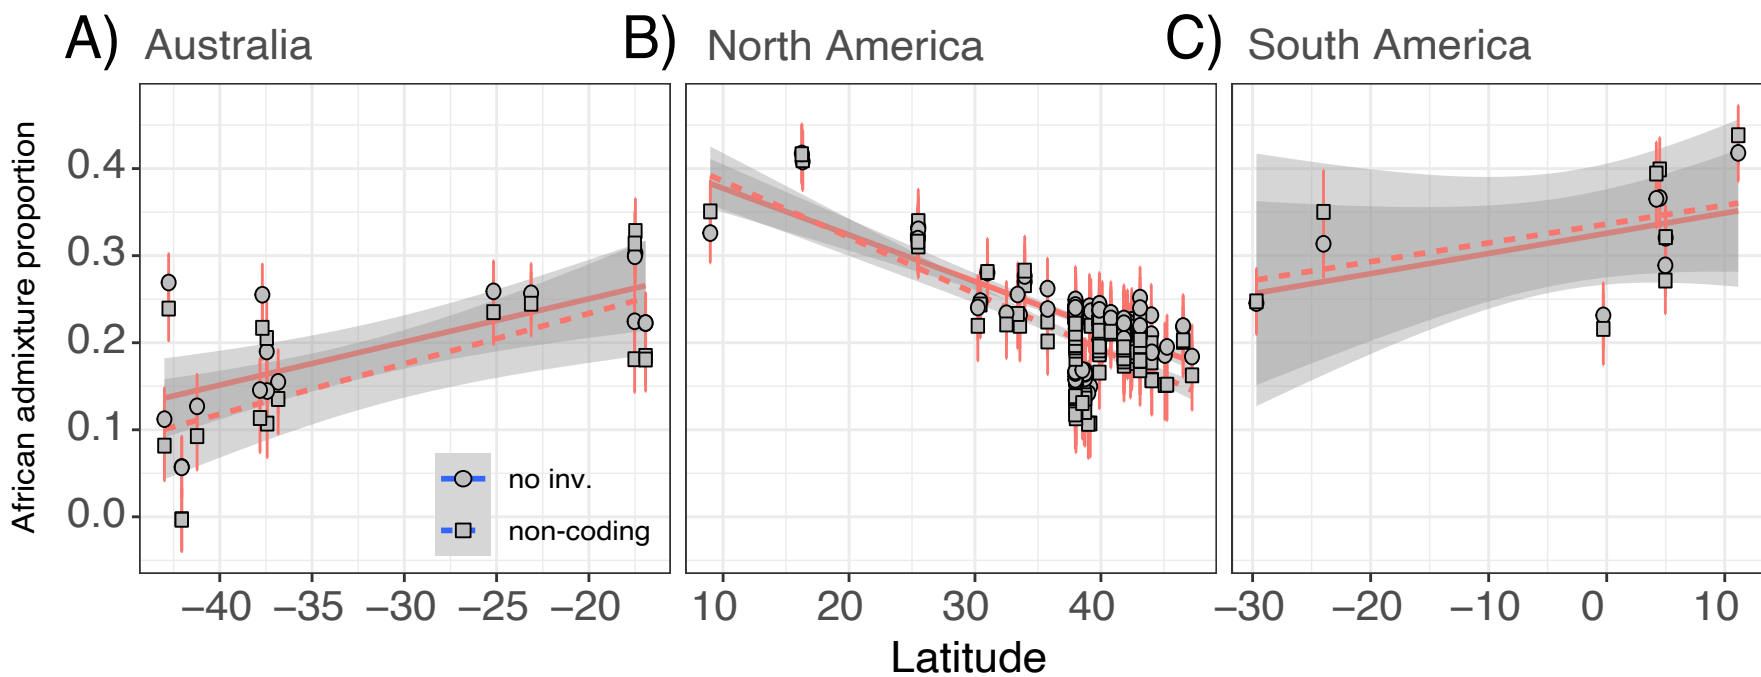 A) Australia
B) North America
C) South America
African admixture proportion
0.4
0.3
0.2
0.1
0.0
no inv.
non-coding
−40 −35 −30 −25 −20
10 20 30 40
−30 −20 −10 0 10
Latitude